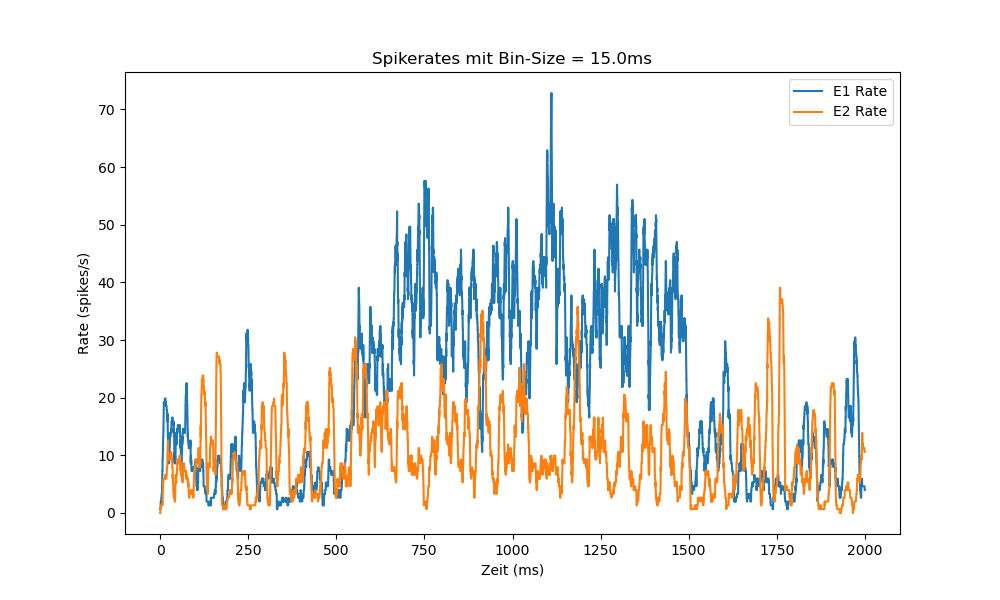 Spikerates mit Bin-Size = 15.0ms
E1 Rate
E2 Rate
70
60
50
40
30
20
10
0
Rate (spikes/s)
0 250 500 750 1000 1250 1500 1750 2000
Zeit (ms)